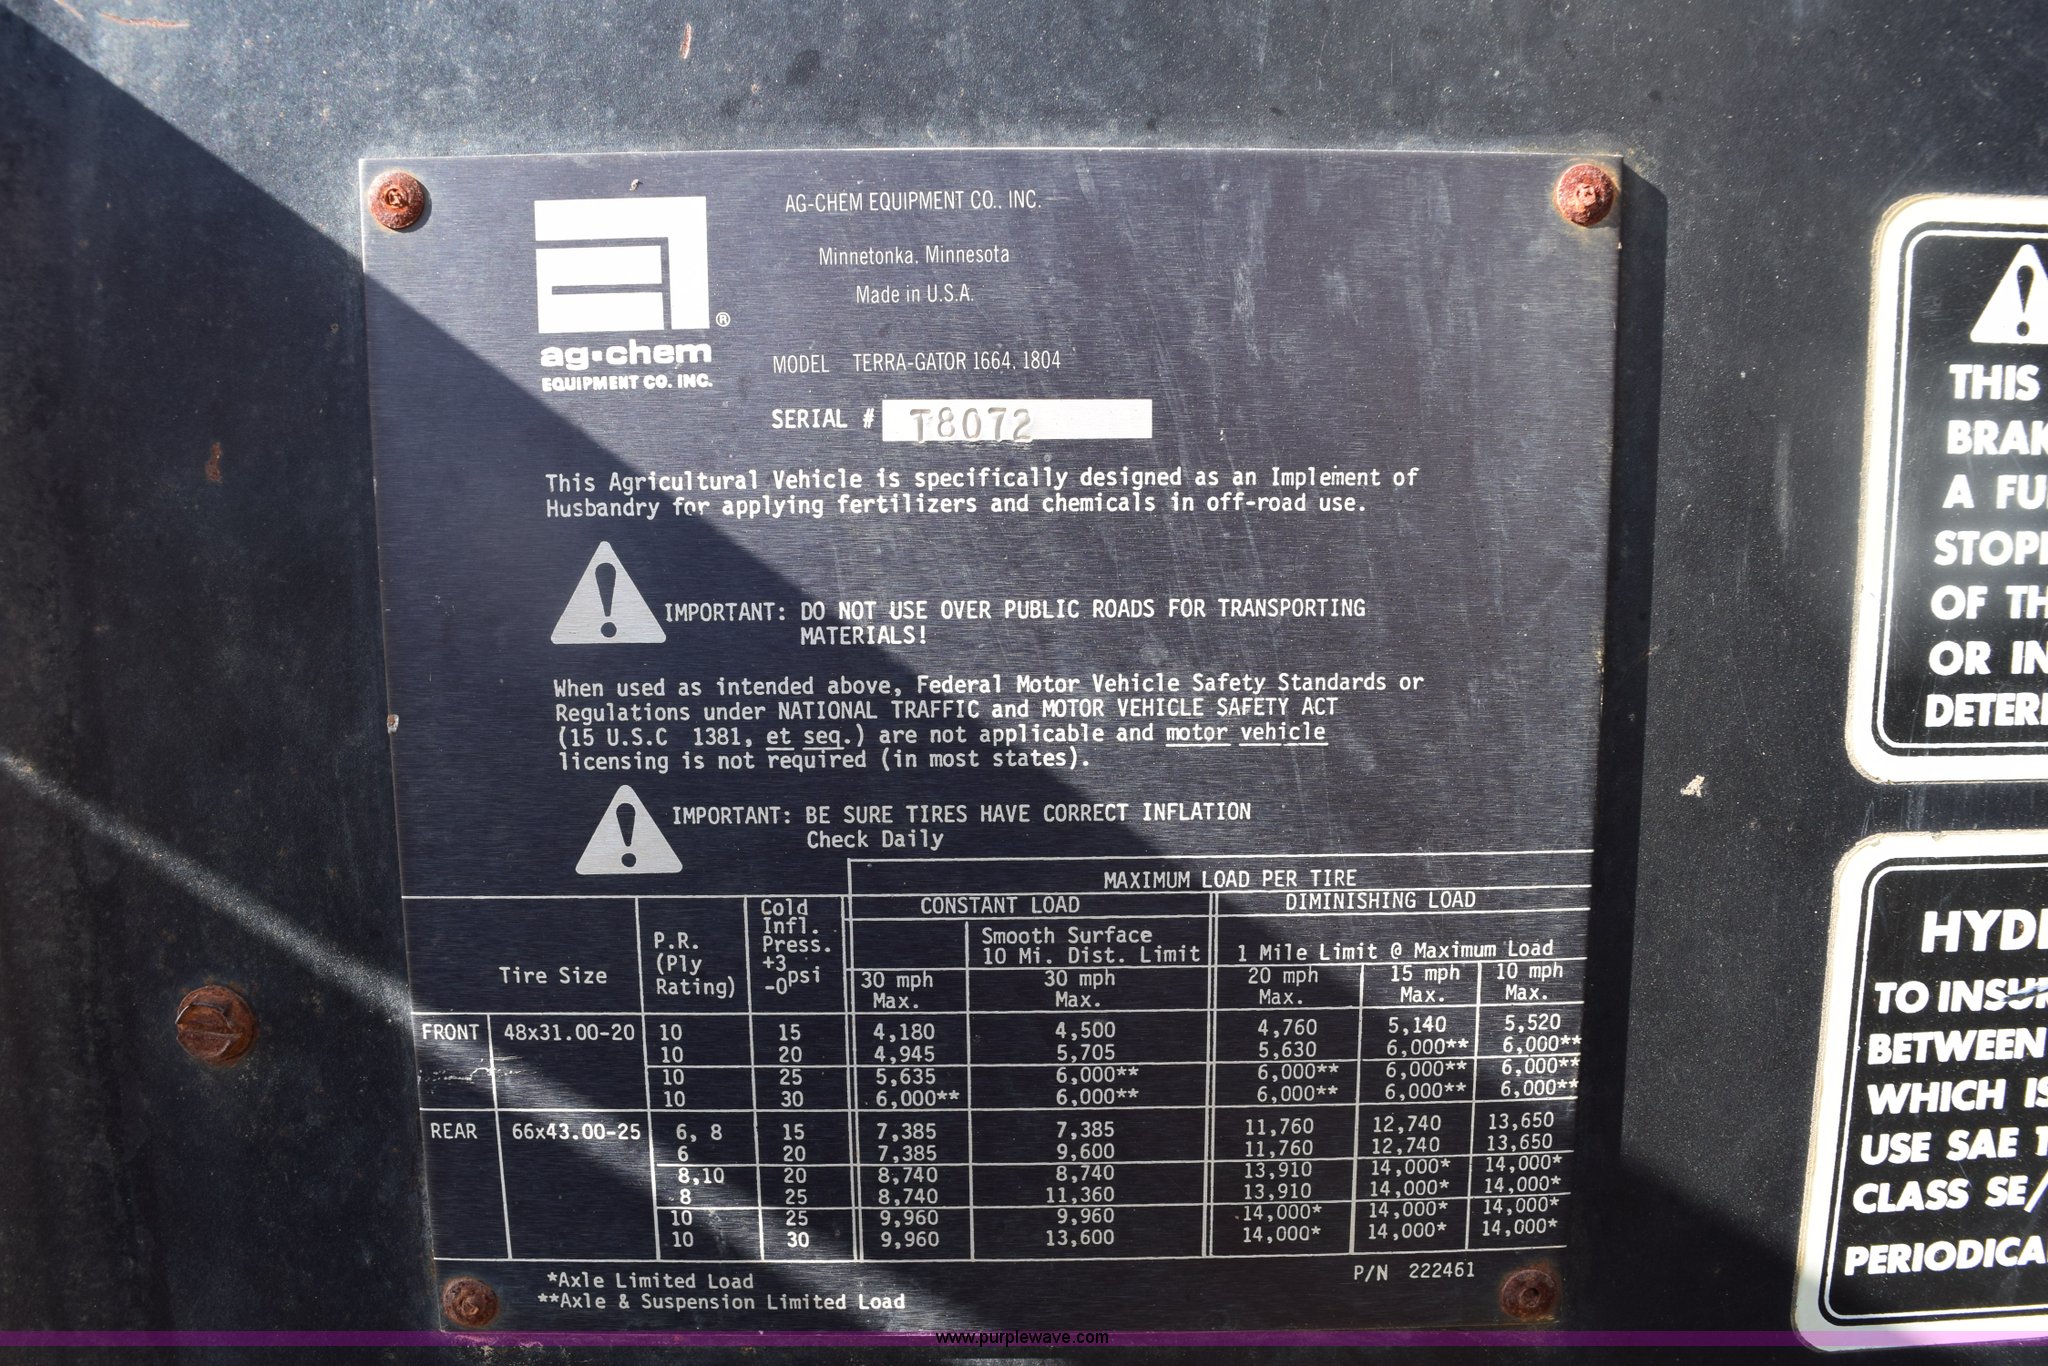 AG-CHEM EQUIPMENT CO., INC.
Minnetonka, Minnesota
Made in U.S.A.
®
ag•chem
EQUIPMENT CO. INC.
MODEL TERRA-GATOR 1664, 1804
SERIAL # T8072
This Agricultural Vehicle is specifically designed as an Implement of
Husbandry for applying fertilizers and chemicals in off-road use.
IMPORTANT: DO NOT USE OVER PUBLIC ROADS FOR TRANSPORTING
MATERIALS!
When used as intended above, Federal Motor Vehicle Safety Standards or
Regulations under NATIONAL TRAFFIC and MOTOR VEHICLE SAFETY ACT
(15 U.S.C 1381, et seq.) are not applicable and motor vehicle
licensing is not required (in most states).
IMPORTANT: BE SURE TIRES HAVE CORRECT INFLATION
Check Daily
MAXIMUM LOAD PER TIRE
CONSTANT LOAD DIMINISHING LOAD
Tire Size
P.R.
(Ply
Rating)
Cold
Infl.
Press.
+3
-0 psi
30 mph
Max.
Smooth Surface
10 Mi. Dist. Limit
30 mph
Max.
1 Mile Limit @ Maximum Load
20 mph 15 mph 10 mph
Max. Max. Max.
FRONT 48x31.00-20 10 15 4,180 4,500 4,760 5,140 5,520
10 20 4,945 5,705 5,630 6,000** 6,000**
10 25 5,635 6,000** 6,000** 6,000** 6,000**
10 30 6,000** 6,000** 6,000** 6,000** 6,000**
REAR 66x43.00-25 6, 8 15 7,385 7,385 11,760 12,740 13,650
6 20 7,385 9,600 11,760 12,740 13,650
8,10 20 8,740 8,740 13,910 14,000* 14,000*
8 25 8,740 11,360 13,910 14,000* 14,000*
10 25 9,960 9,960 14,000* 14,000* 14,000*
10 30 9,960 13,600 14,000* 14,000* 14,000*
*Axle Limited Load
**Axle & Suspension Limited Load
P/N 222461
THIS
BRAK
A FU
STOP
OF TH
OR IN
DETER
HYD
TO INSUR
BETWEEN
WHICH IS
USE SAE
CLASS SE/
PERIODICA
www.purplewave.com